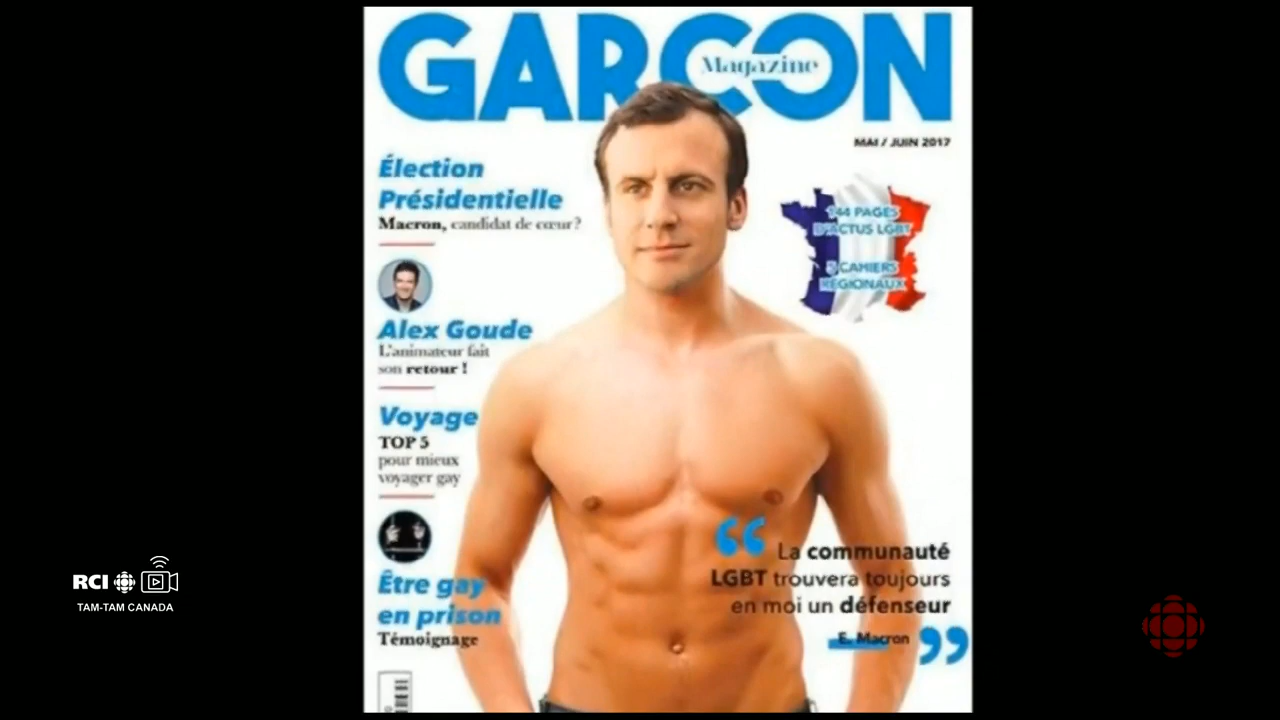 GARÇON
Magazine
MAI / JUIN 2017
Élection
Présidentielle
Macron, candidat de cœur?
144 PAGES
D'ACTUS LGBT
5 CAHIERS
RÉGIONAUX
Alex Goude
L'animateur fait
son retour !
Voyage
TOP 5
pour mieux
voyager gay
Être gay
en prison
Témoignage
“ La communauté
LGBT trouvera toujours
en moi un défenseur
E. Macron ”
RCI
TAM-TAM CANADA